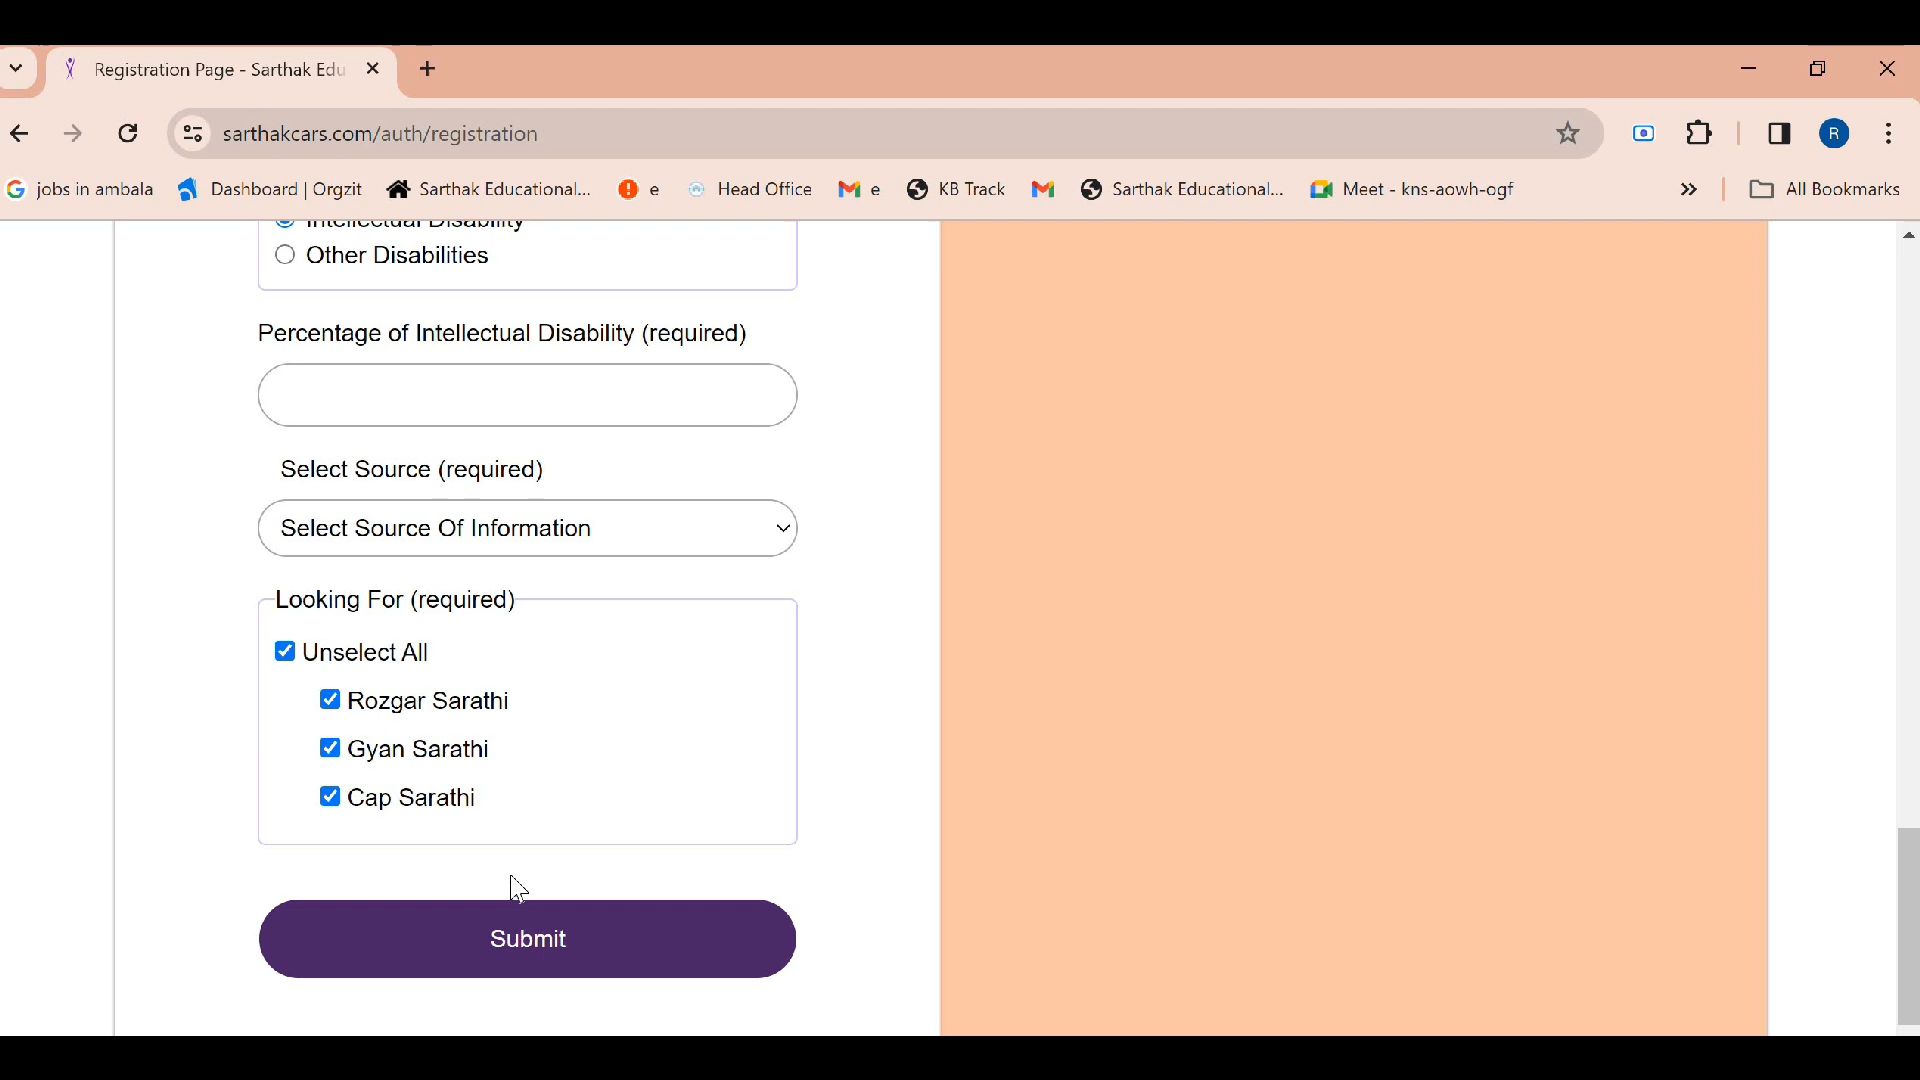 Registration Page - Sarthak Edu
sarthakcars.com/auth/registration
R
jobs in ambala
Dashboard | Orgzit
Sarthak Educational...
e
Head Office
e
KB Track
Sarthak Educational...
Meet - kns-aowh-ogf
All Bookmarks
Intellectual Disability
Other Disabilities
Percentage of Intellectual Disability (required)
Select Source (required)
Select Source Of Information
Looking For (required)
Unselect All
Rozgar Sarathi
Gyan Sarathi
Cap Sarathi
Submit